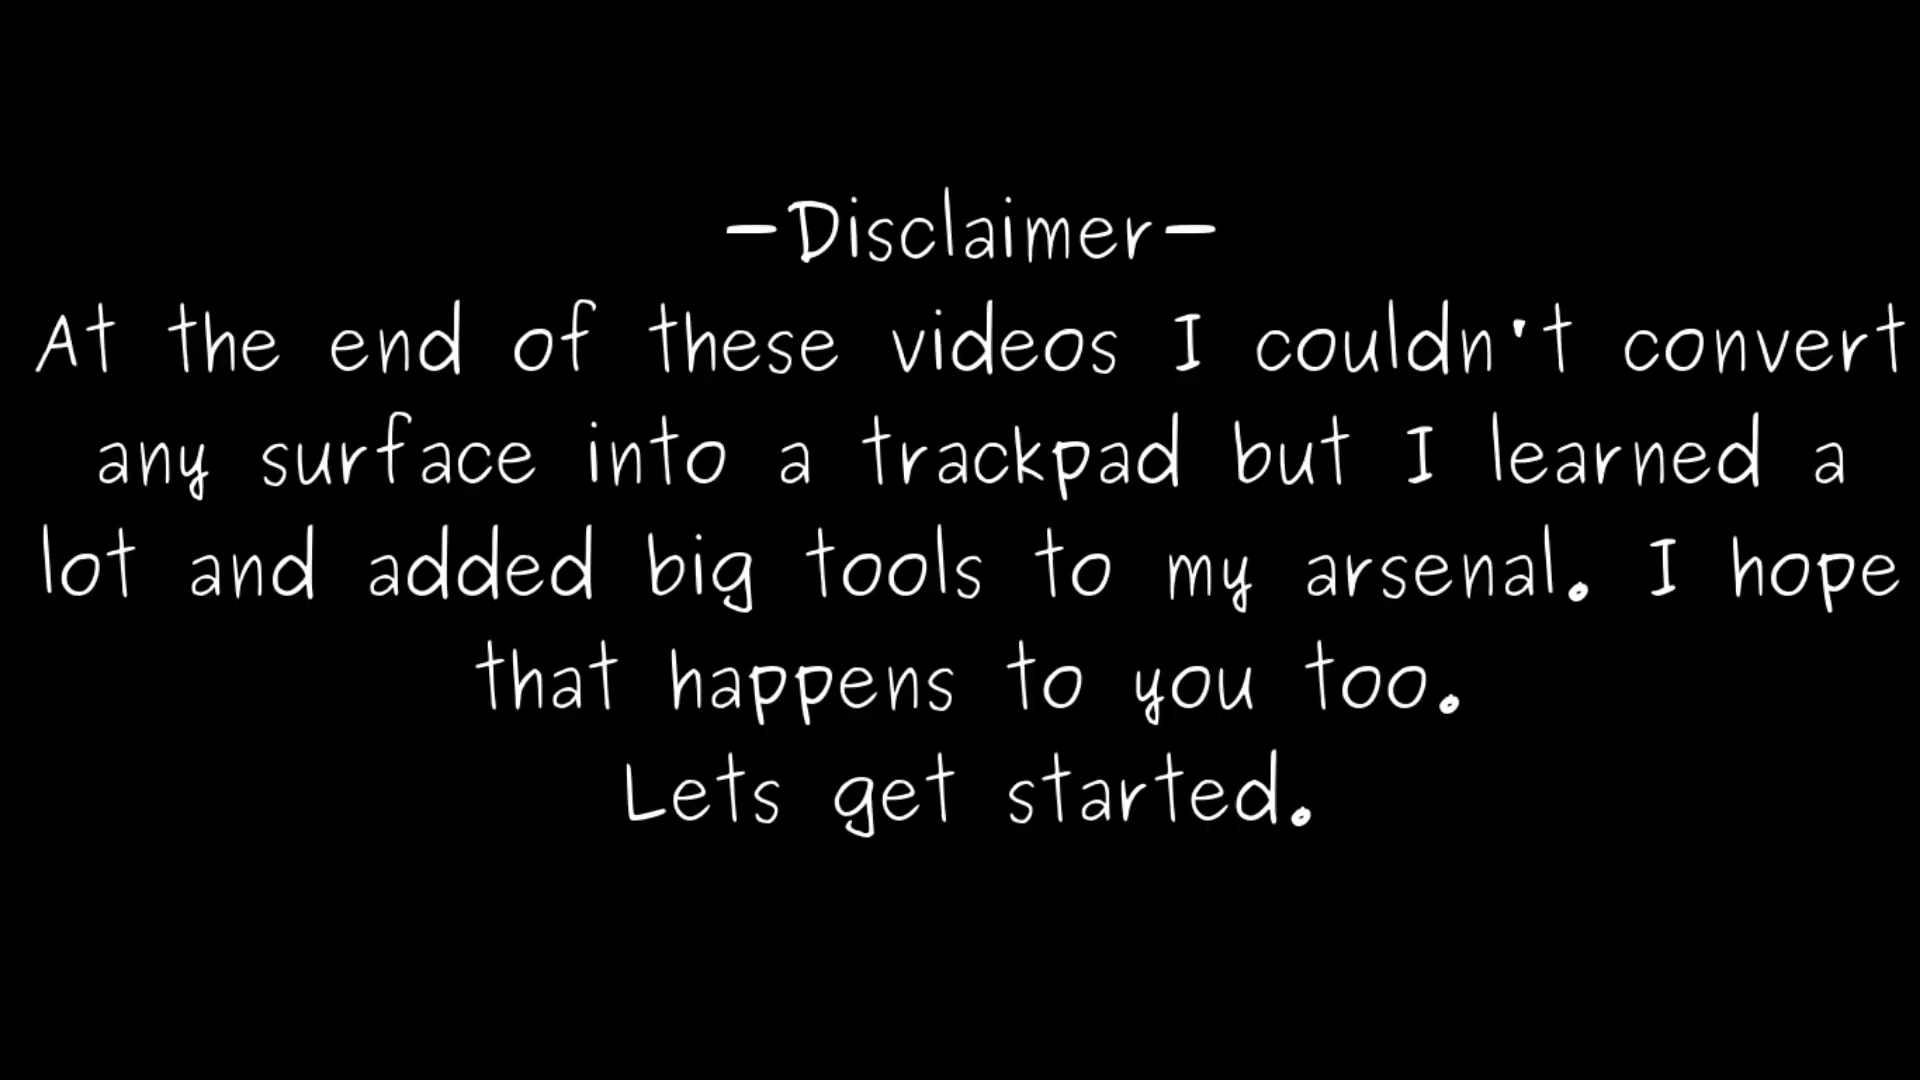 -Disclaimer-
At the end of these videos I couldn't convert
any surface into a trackpad but I learned a
lot and added big tools to my arsenal. I hope
that happens to you too.
Lets get started.